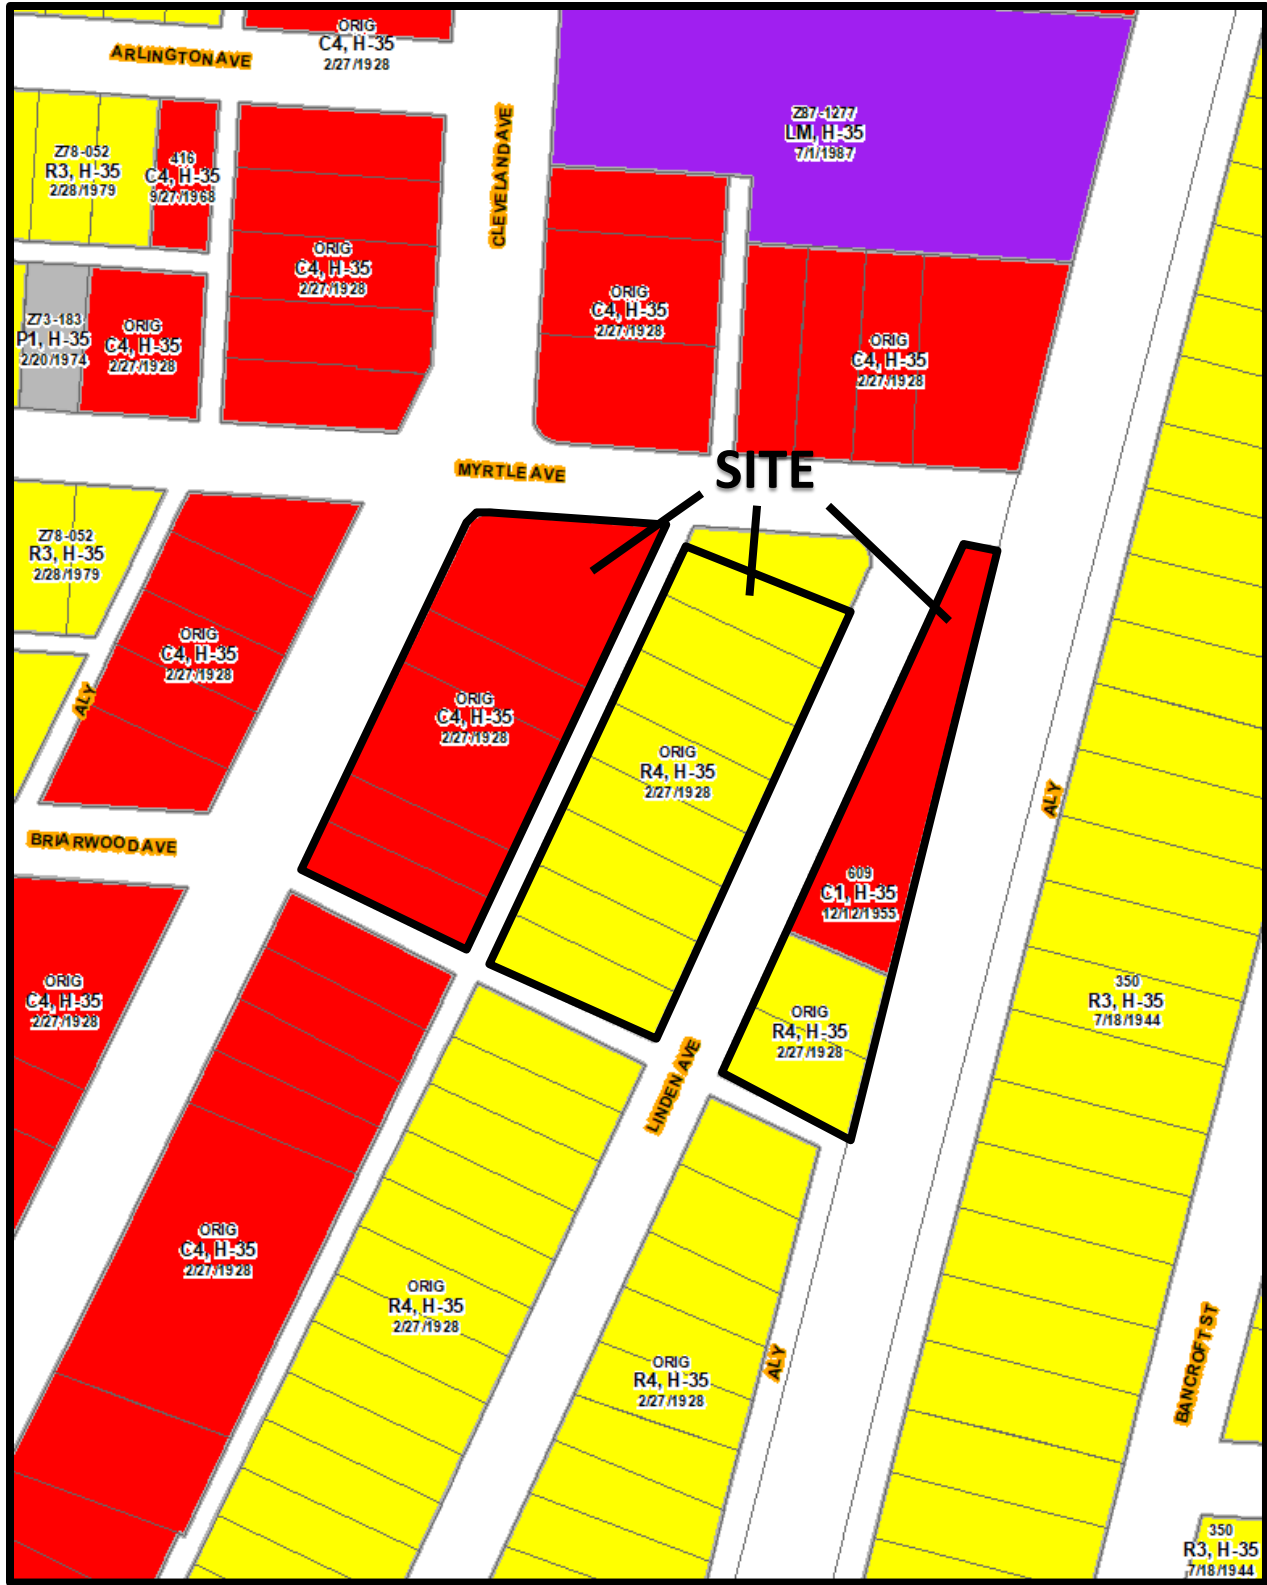 ORIG
C4, H-35
2/27/1928
ARLINGTON AVE
CLEVELAND AVE
Z87-1277
LM, H-35
7/1/1987
Z78-052
R3, H-35
2/28/1979
416
C4, H-35
9/27/1968
ORIG
C4, H-35
2/27/1928
ORIG
C4, H-35
2/27/1928
Z73-183
P1, H-35
2/20/1974
ORIG
C4, H-35
2/27/1928
ORIG
C4, H-35
2/27/1928
MYRTLE AVE
SITE
Z78-052
R3, H-35
2/28/1979
ORIG
C4, H-35
2/27/1928
ALY
ORIG
C4, H-35
2/27/1928
ORIG
R4, H-35
2/27/1928
ALY
BRIARWOOD AVE
609
C1, H-35
12/12/1955
ORIG
C4, H-35
2/27/1928
ORIG
R4, H-35
2/27/1928
350
R3, H-35
7/18/1944
LINDEN AVE
ORIG
C4, H-35
2/27/1928
ORIG
R4, H-35
2/27/1928
ORIG
R4, H-35
2/27/1928
ALY
BANCROFT ST
350
R3, H-35
7/18/1944